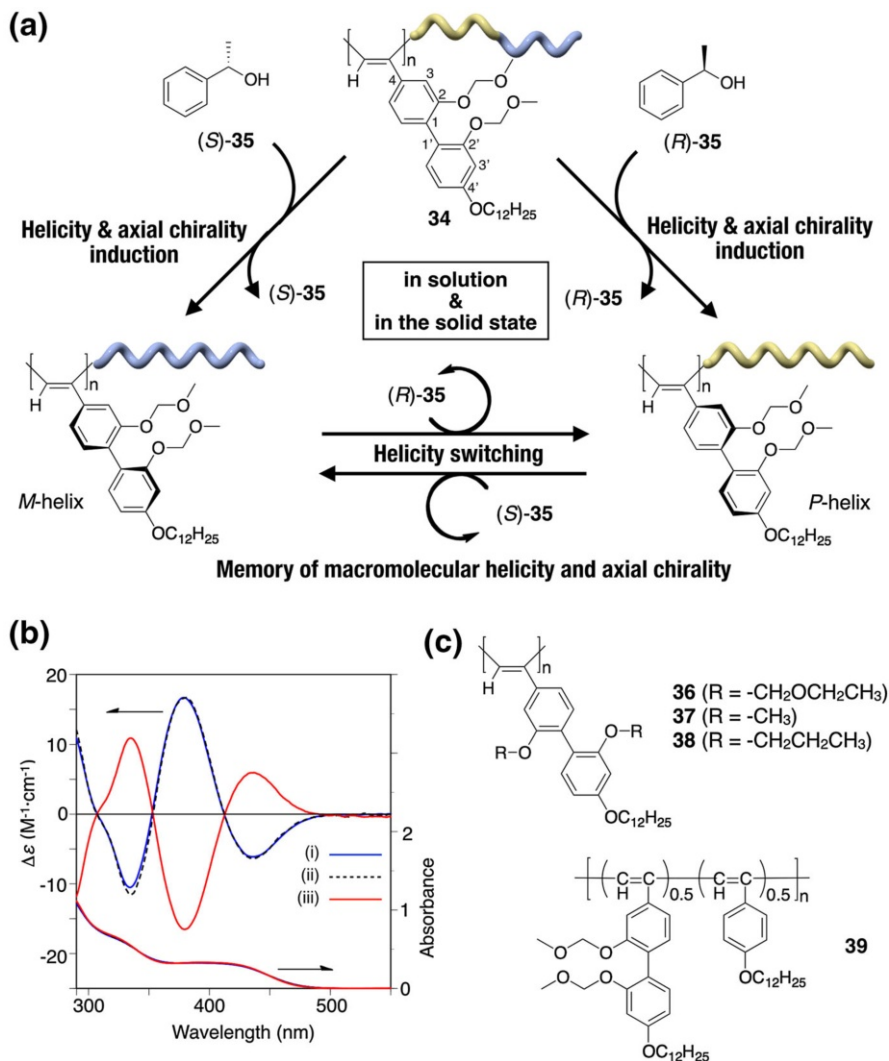 (a)
OH
(S)-35
H
n
4
3
2
1
O
O
O
O
1'
2'
3'
4'
OC12H25
34
OH
(R)-35
Helicity & axial chirality
induction
Helicity & axial chirality
induction
(S)-35
in solution
&
in the solid state
(R)-35
H
n
O
O
O
O
OC12H25
M-helix
(R)-35
Helicity switching
(S)-35
H
n
O
O
O
O
OC12H25
P-helix
Memory of macromolecular helicity and axial chirality
(b)
20
10
0
-10
-20
Δε (M-1·cm-1)
(i)
(ii)
(iii)
2
1
0
Absorbance
300
400
500
Wavelength (nm)
(c)
H
n
R-O
O-R
OC12H25
36 (R = -CH2OCH2CH3)
37 (R = -CH3)
38 (R = -CH2CH2CH3)
C=C
H
0.5
C=C
H
0.5
n
O
O
O
O
OC12H25
OC12H25
39